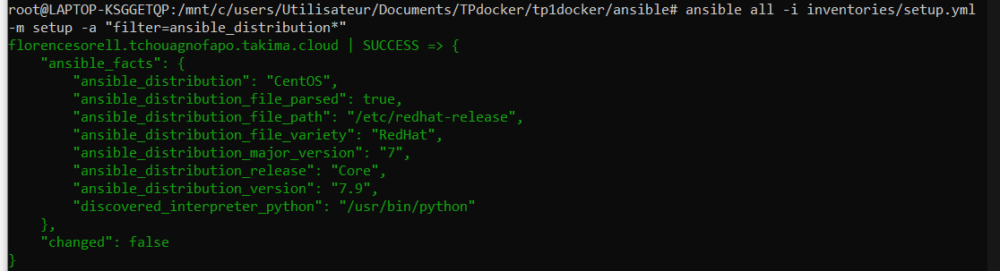 root@LAPTOP-KSGGETQP:/mnt/c/users/Utilisateur/Documents/TPdocker/tp1docker/ansible# ansible all -i inventories/setup.yml
-m setup -a "filter=ansible_distribution*"
florencesorell.tchouagnofapo.takima.cloud | SUCCESS => {
    "ansible_facts": {
        "ansible_distribution": "CentOS",
        "ansible_distribution_file_parsed": true,
        "ansible_distribution_file_path": "/etc/redhat-release",
        "ansible_distribution_file_variety": "RedHat",
        "ansible_distribution_major_version": "7",
        "ansible_distribution_release": "Core",
        "ansible_distribution_version": "7.9",
        "discovered_interpreter_python": "/usr/bin/python"
    },
    "changed": false
}